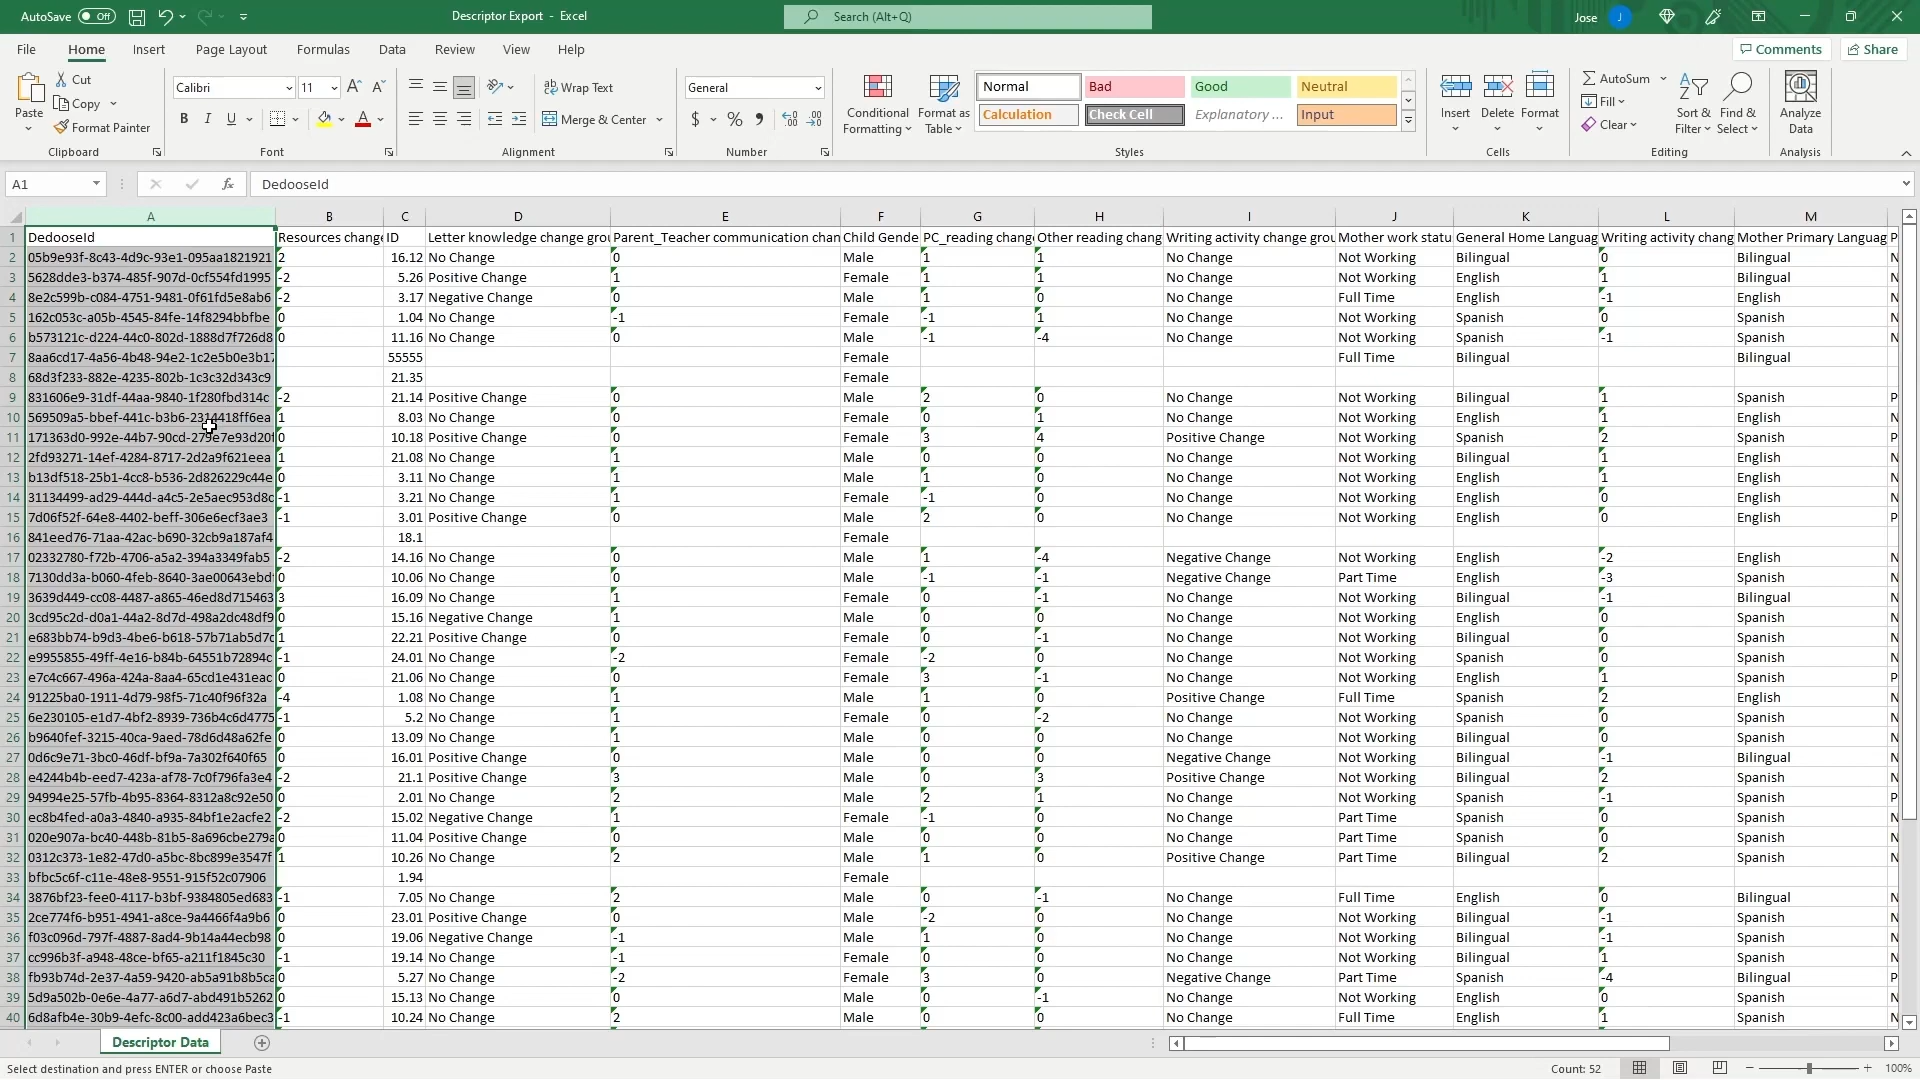 AutoSave Off Descriptor Export - Excel Search (Alt+Q) Jose J
File Home Insert Page Layout Formulas Data Review View Help Comments Share
Paste Cut Copy Format Painter Clipboard
Calibri 11 A A B I U A Font
Wrap Text Merge & Center Alignment
General $ % Number
Conditional Formatting Format as Table Normal Bad Good Neutral Calculation Check Cell Explanatory ... Input Styles
Insert Delete Format Cells
AutoSum Fill Clear Sort & Filter Find & Select Editing
Analyze Data Analysis
A1 fx DedooseId
A B C D E F G H I J K L M
1 DedooseId Resources change ID Letter knowledge change grou Parent_Teacher communication chan Child Gende PC_reading change Other reading chang Writing activity change grou Mother work statu General Home Languag Writing activity chang Mother Primary Languag P
2 05b9e93f-8c43-4d9c-93e1-095aa1821921 2 16.12 No Change 0 Male 1 1 No Change Not Working Bilingual 0 Bilingual N
3 5628dde3-b374-485f-907d-0cf554fd1995 -2 5.26 Positive Change 1 Female 1 1 No Change Not Working English 1 Bilingual N
4 8e2c599b-c084-4751-9481-0f61fd5e8ab6 -2 3.17 Negative Change 0 Male 1 0 No Change Full Time English -1 English N
5 162c053c-a05b-4545-84fe-14f8294bbfbe 0 1.04 No Change -1 Female -1 1 No Change Not Working Spanish 0 Spanish N
6 b573121c-d224-44c0-802d-1888d7f726d8 0 11.16 No Change 0 Male -1 -4 No Change Not Working Spanish -1 Spanish N
7 8aa6cd17-4a56-4b48-94e2-1c2e5b0e3b17 55555 Female Full Time Bilingual Bilingual
8 68d3f233-882e-4235-802b-1c3c32d343c9 21.35 Female
9 831606e9-31df-44aa-9840-1f280fbd314c -2 21.14 Positive Change 0 Male 2 0 No Change Not Working Bilingual 1 Spanish P
10 569509a5-bbef-441c-b3b6-2314418ff6ea 1 8.03 No Change 0 Female 0 1 No Change Not Working English 1 English N
11 171363d0-992e-44b7-90cd-279e7e93d20f 0 10.18 Positive Change 0 Female 3 4 Positive Change Not Working Spanish 2 Spanish P
12 2fd93271-14ef-4284-8717-2d2a9f621eea 1 21.08 No Change 1 Male 0 0 No Change Not Working Bilingual 1 English N
13 b13df518-25b1-4cc8-b536-2d826229c44e 0 3.11 No Change 1 Male 1 0 No Change Not Working English 1 English N
14 31134499-ad29-444d-a4c5-2e5aec953d8c -1 3.21 No Change 1 Female -1 0 No Change Not Working English 0 English N
15 7d06f52f-64e8-4402-beff-306e6ecf3ae3 -1 3.01 Positive Change 0 Male 2 0 No Change Not Working English 0 English P
16 841eed76-71aa-42ac-b690-32cb9a187af4 18.1 Female
17 02332780-f72b-4706-a5a2-394a3349fab5 -2 14.16 No Change 0 Male 1 -4 Negative Change Not Working English -2 English N
18 7130dd3a-b060-4feb-8640-3ae00643ebd 0 10.06 No Change 0 Male -1 -1 Negative Change Part Time English -3 Spanish N
19 3639d449-cc08-4487-a865-46ed8d715463 3 16.09 No Change 1 Female 0 -1 No Change Not Working Bilingual -1 Bilingual N
20 3cd95c2d-d0a1-44a2-8d7d-498a2dc48df9 0 15.16 Negative Change 1 Male 0 0 No Change Not Working English 0 Spanish N
21 e683bb74-b9d3-4be6-b618-57b71ab5d7c 1 22.21 Positive Change 0 Female 0 -1 No Change Not Working Bilingual 0 Spanish N
22 e9955855-49ff-4e16-b84b-64551b72894c -1 24.01 No Change -2 Female -2 0 No Change Not Working Spanish 0 Spanish N
23 e7c4c667-496a-424a-8aa4-65cd1e431eac 0 21.06 No Change 0 Female 3 -1 No Change Not Working Spanish 1 Spanish P
24 91225ba0-1911-4d79-98f5-71c40f96f32a -4 1.08 No Change 1 Male 1 0 Positive Change Full Time Spanish 2 English N
25 6e230105-e1d7-4bf2-8939-736b4c6d4775 -1 5.2 No Change 1 Female 0 -2 No Change Not Working Spanish 0 Spanish N
26 b9640fef-3215-40ca-9aed-78d6d48a62fe 0 13.09 No Change 1 Male 0 0 No Change Not Working Bilingual 0 Spanish N
27 0d6c9e71-3bc0-46df-bf9a-7a302f640f65 0 16.01 Positive Change 0 Male 0 0 Negative Change Not Working Bilingual -1 Bilingual N
28 e4244b4b-eed7-423a-af78-7c0f796fa3e4 -2 21.1 Positive Change 3 Male 0 3 Positive Change Not Working Bilingual 2 Spanish N
29 94994e25-57fb-4b95-8364-8312a8c92e50 0 2.01 No Change 2 Male 2 1 No Change Not Working Spanish -1 Spanish P
30 ec8b4fed-a0a3-4840-a935-84bf1e2acfe2 -2 15.02 Negative Change 1 Female -1 0 No Change Part Time Spanish 0 Spanish N
31 020e907a-bc40-448b-81b5-8a696cbe279a 0 11.04 Positive Change 0 Male 0 0 No Change Part Time Spanish 0 Spanish N
32 0312c373-1e82-47d0-a5bc-8bc899e3547f 1 10.26 No Change 2 Male 1 0 Positive Change Part Time Bilingual 2 Spanish N
33 bfbc5c6f-c11e-48e8-9551-915f52c07906 1.94 Female
34 3876bf23-fee0-4117-b3bf-9384805ed683 -1 7.05 No Change 2 Male 0 -1 No Change Full Time English 0 Bilingual N
35 2ce774f6-b951-4941-a8ce-9a4466f4a9b6 0 23.01 Positive Change 0 Male -2 0 No Change Not Working Bilingual -1 Spanish N
36 f03c096d-797f-4887-8ad4-9b14a44ecb98 0 19.06 Negative Change -1 Male 1 0 No Change Not Working Bilingual -1 Spanish N
37 cc996b3f-a948-48ce-bf65-a211f1845c30 -1 19.14 No Change -1 Female 0 0 No Change Not Working Bilingual 1 Spanish N
38 fb93b74d-2e37-4a59-9420-ab5a91b8b5ca 0 5.27 No Change -2 Female 3 0 Negative Change Part Time Spanish -4 Bilingual P
39 5d9a502b-0e6e-4a77-a6d7-abd491b5262 0 15.13 No Change 0 Male 0 -1 No Change Not Working English 0 Spanish N
40 6d8afb4e-30b9-4efc-8c00-add423a6bec3 -1 10.24 No Change 2 Male 0 0 No Change Full Time English 1 Spanish N
Descriptor Data
Select destination and press ENTER or choose Paste Count: 52 100%